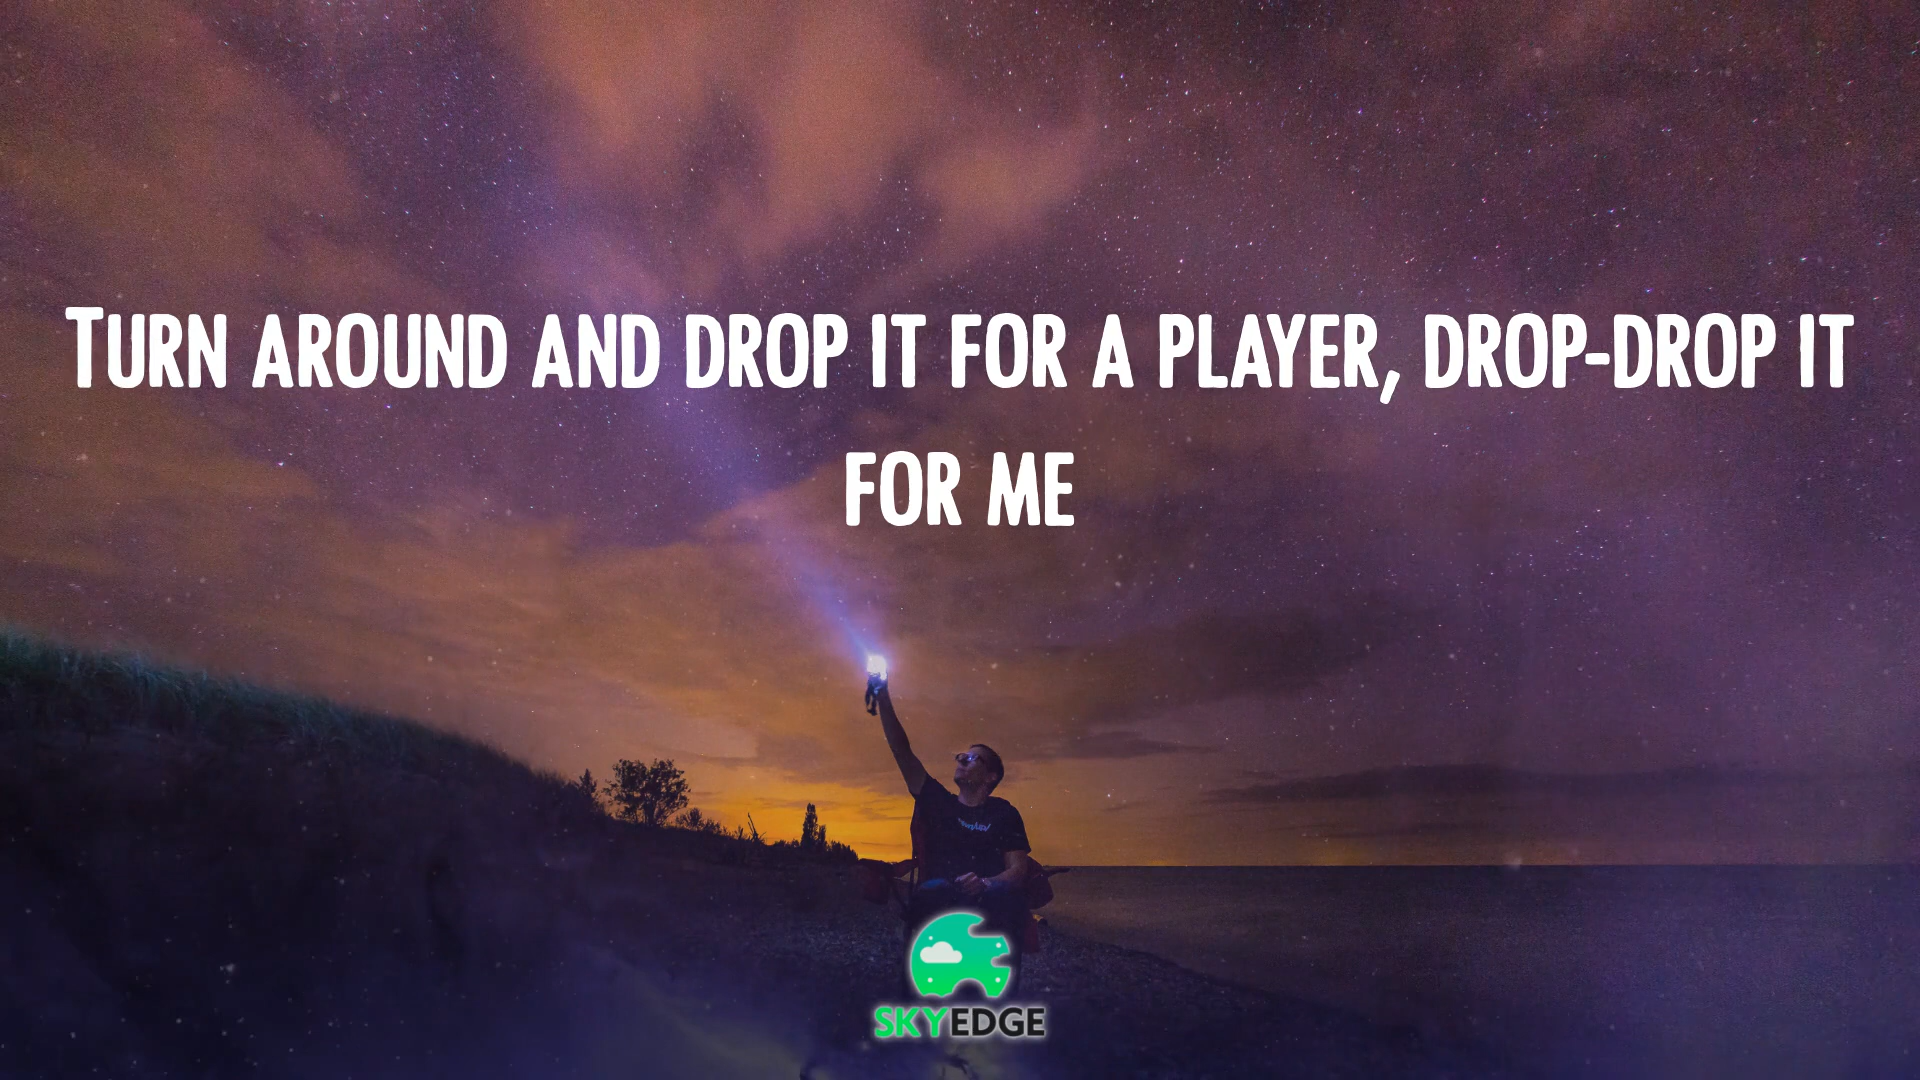 Turn around and drop it for a player, drop-drop it
for me
SKYEDGE